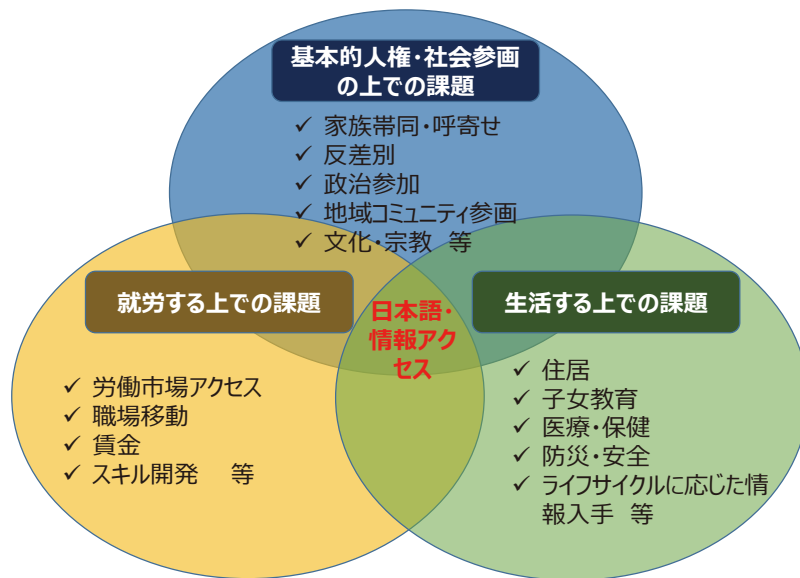 基本的人権・社会参画
の上での課題
✓ 家族帯同・呼寄せ
✓ 反差別
✓ 政治参加
✓ 地域コミュニティ参画
✓ 文化・宗教 等
就労する上での課題
✓ 労働市場アクセス
✓ 職場移動
✓ 賃金
✓ スキル開発 等
日本語・
情報アク
セス
生活する上での課題
✓ 住居
✓ 子女教育
✓ 医療・保健
✓ 防災・安全
✓ ライフサイクルに応じた情
報入手 等